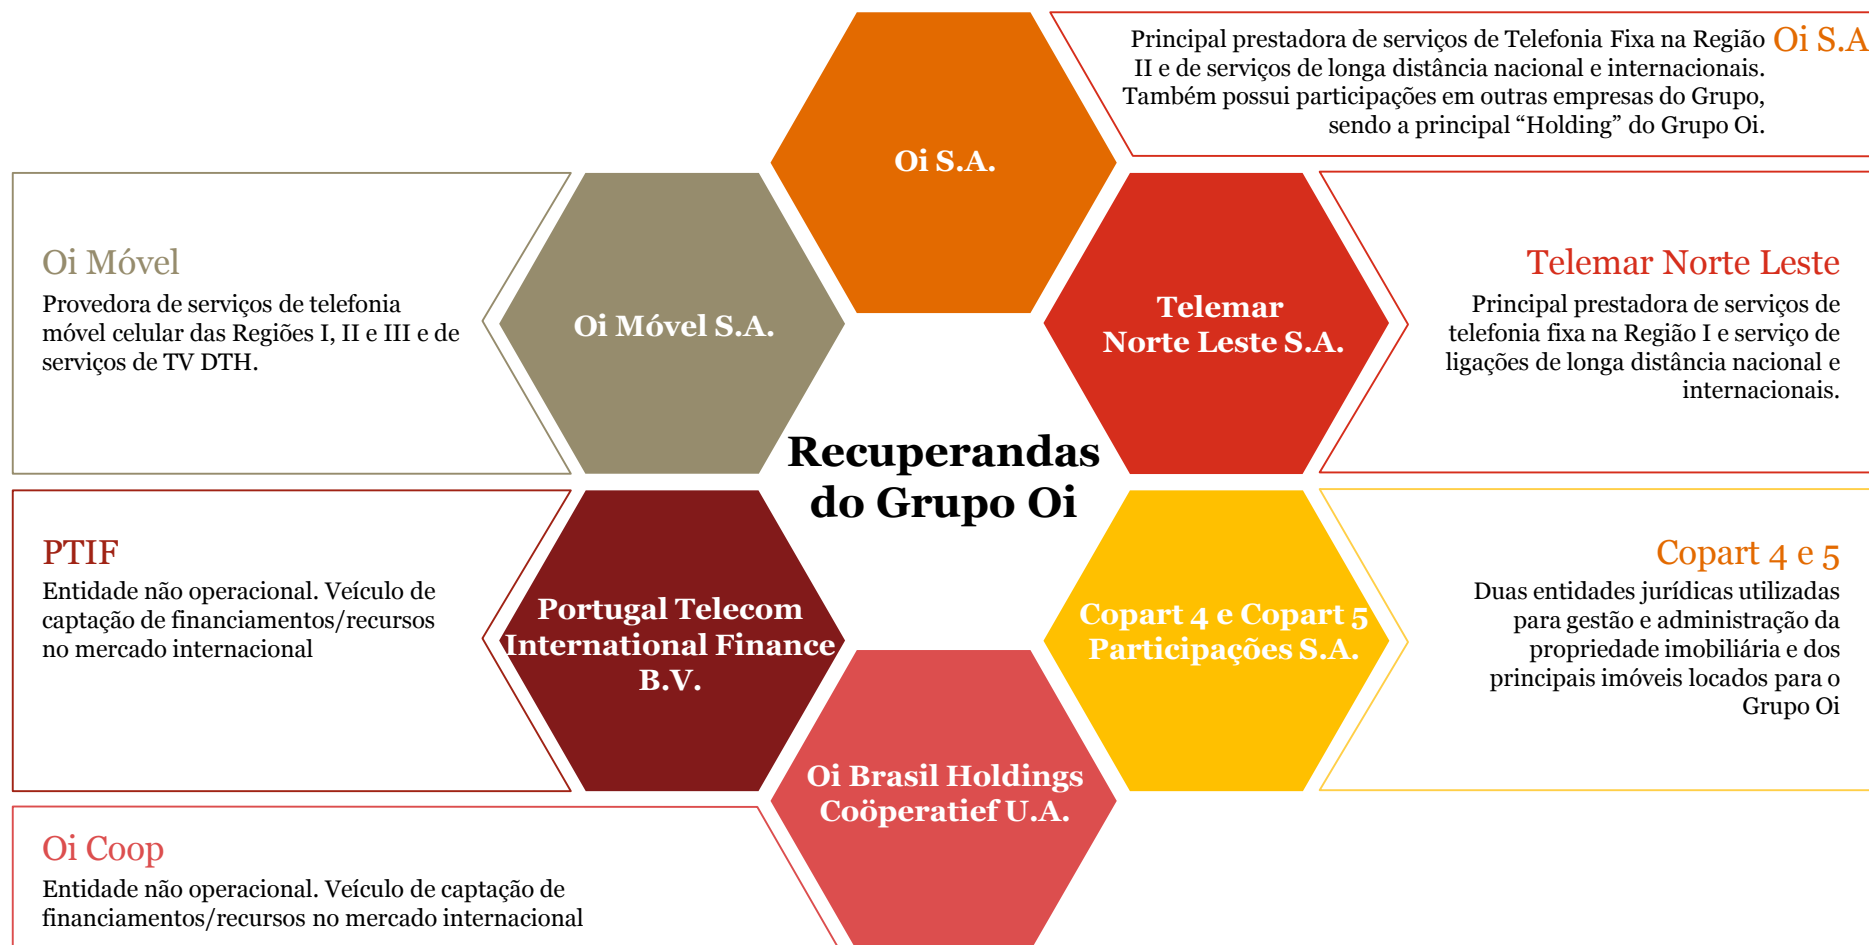 Oi S.A.
Principal prestadora de serviços de Telefonia Fixa na Região
II e de serviços de longa distância nacional e internacionais.
Também possui participações em outras empresas do Grupo,
sendo a principal “Holding” do Grupo Oi.
Oi S.A
Oi Móvel
Provedora de serviços de telefonia
móvel celular das Regiões I, II e III e de
serviços de TV DTH.
Oi Móvel S.A.
Telemar
Norte Leste S.A.
Telemar Norte Leste
Principal prestadora de serviços de
telefonia fixa na Região I e serviço de
ligações de longa distância nacional e
internacionais.
Recuperandas
do Grupo Oi
PTIF
Entidade não operacional. Veículo de
captação de financiamentos/recursos
no mercado internacional
Portugal Telecom
International Finance
B.V.
Copart 4 e Copart 5
Participações S.A.
Copart 4 e 5
Duas entidades jurídicas utilizadas
para gestão e administração da
propriedade imobiliária e dos
principais imóveis locados para o
Grupo Oi
Oi Brasil Holdings
Coöperatief U.A.
Oi Coop
Entidade não operacional. Veículo de captação de
financiamentos/recursos no mercado internacional